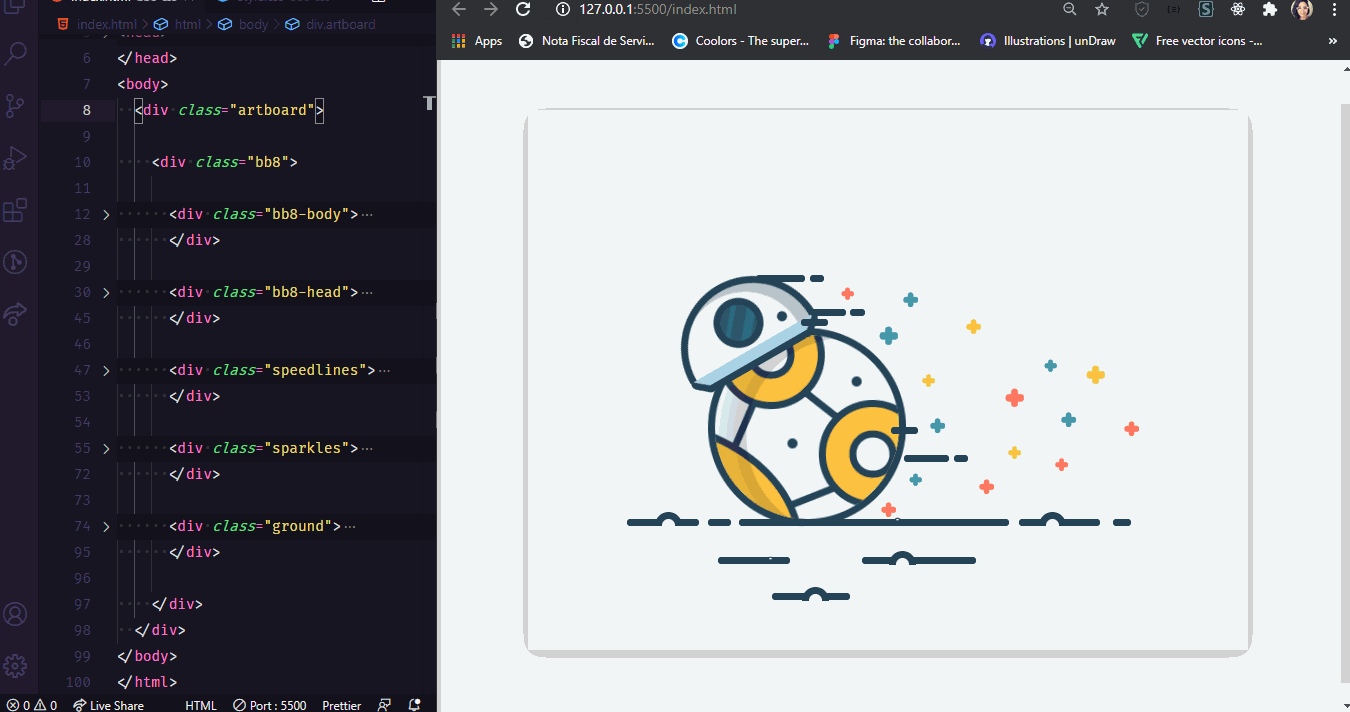 index.html > html > body > div.artboard
6 </head>
7 <body>
8 <div class="artboard">
9
10 <div class="bb8">
11
12 <div class="bb8-body">···
28 </div>
29
30 <div class="bb8-head">···
45 </div>
46
47 <div class="speedlines">···
53 </div>
54
55 <div class="sparkles">···
72 </div>
73
74 <div class="ground">···
95 </div>
96
97 </div>
98 </div>
99 </body>
100 </html>
0 0 Live Share HTML Port : 5500 Prettier
127.0.0.1:5500/index.html
Apps Nota Fiscal de Servi... Coolors - The super... Figma: the collabor... Illustrations | unDraw Free vector icons -... »